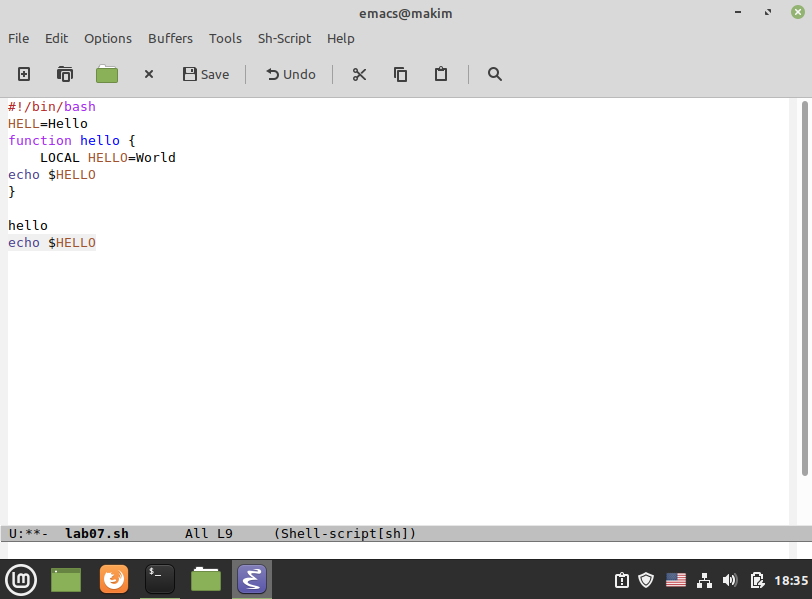 emacs@makim
File Edit Options Buffers Tools Sh-Script Help
Save Undo
#!/bin/bash
HELL=Hello
function hello {
    LOCAL HELLO=World
echo $HELLO
}
hello
echo $HELLO
U:**-  lab07.sh       All L9     (Shell-script[sh])
$_
18:35